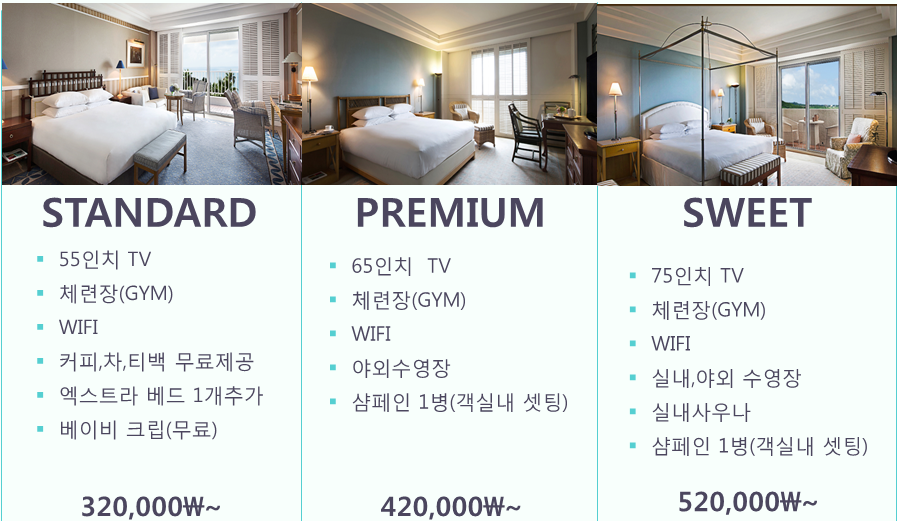 STANDARD
55인치 TV
체련장(GYM)
WIFI
커피,차,티백 무료제공
엑스트라 베드 1개추가
베이비 크립(무료)
320,000₩~
PREMIUM
65인치 TV
체련장(GYM)
WIFI
야외수영장
샴페인 1병(객실내 셋팅)
420,000₩~
SWEET
75인치 TV
체련장(GYM)
WIFI
실내,야외 수영장
실내사우나
샴페인 1병(객실내 셋팅)
520,000₩~